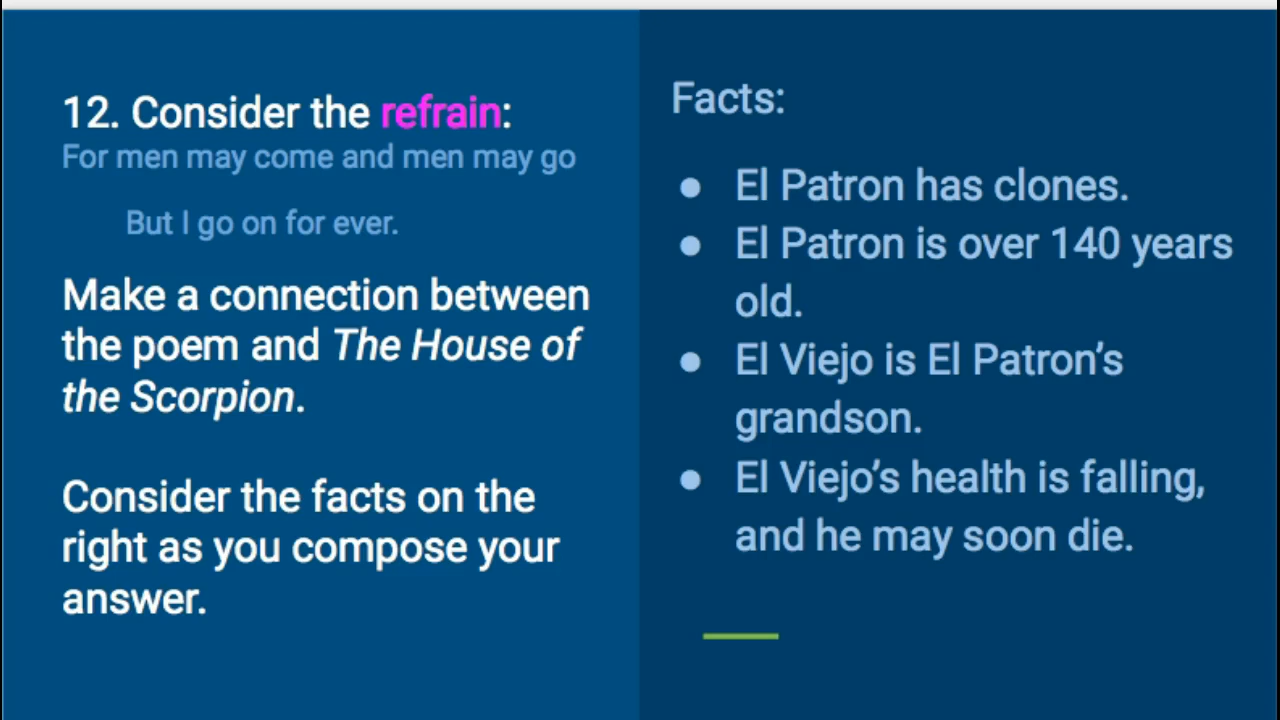 12. Consider the refrain:
For men may come and men may go
But I go on for ever.
Make a connection between
the poem and The House of
the Scorpion.
Consider the facts on the
right as you compose your
answer.
Facts:
● El Patron has clones.
● El Patron is over 140 years
old.
● El Viejo is El Patron’s
grandson.
● El Viejo’s health is falling,
and he may soon die.